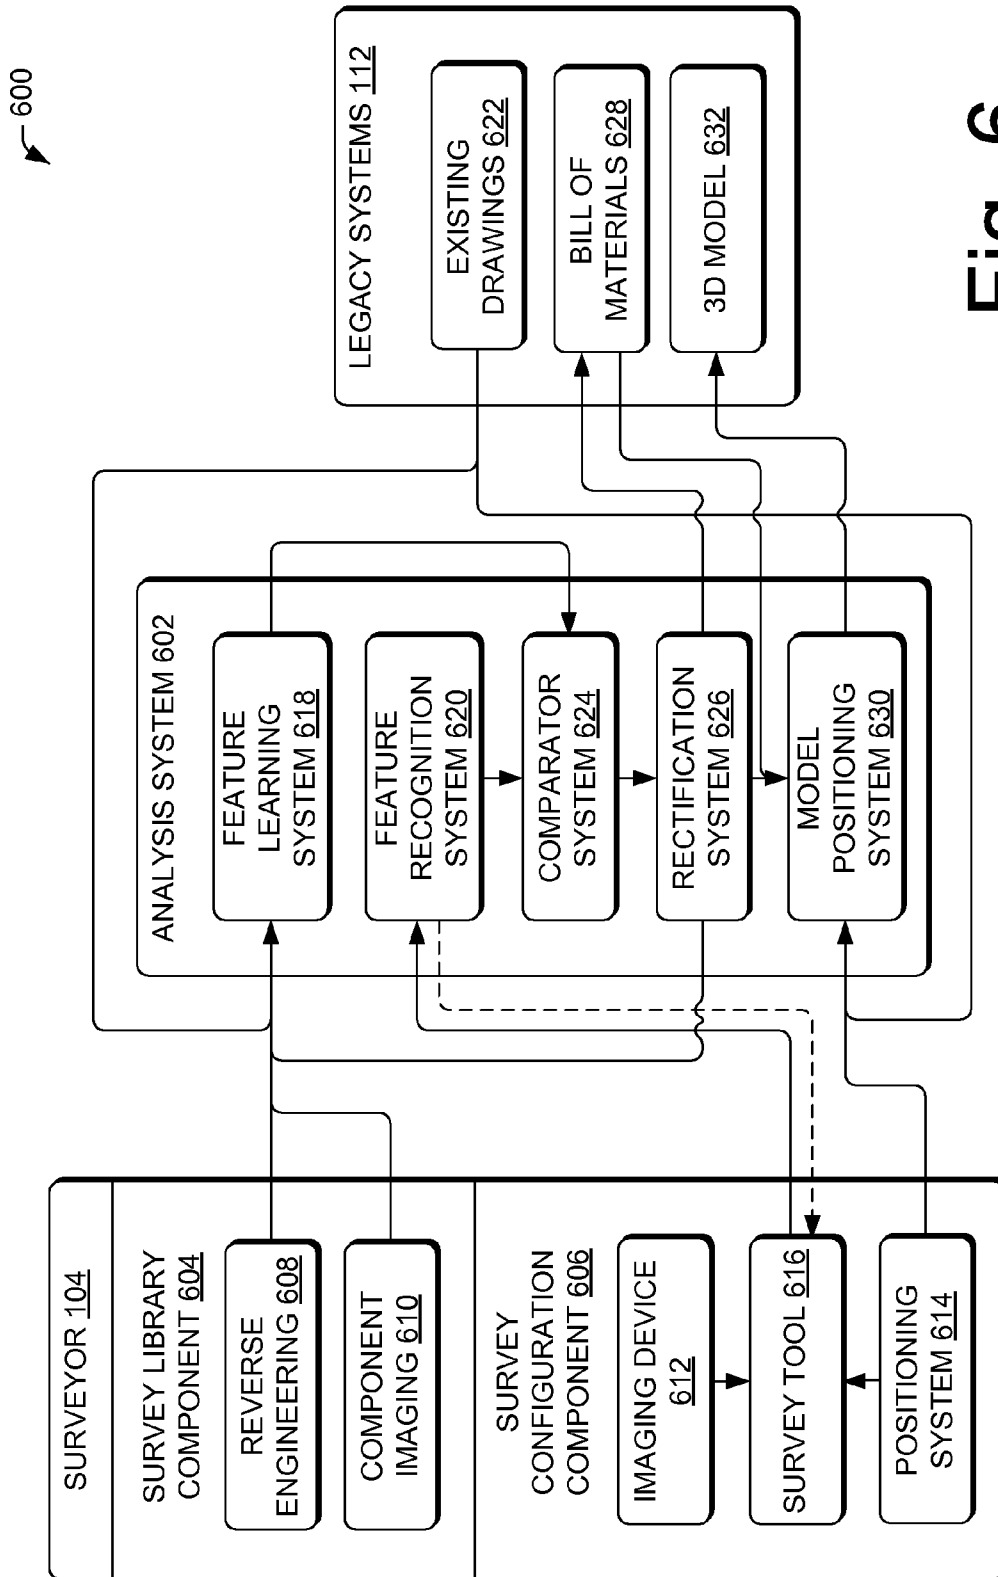 600
SURVEYOR 104
SURVEY LIBRARY
COMPONENT 604
REVERSE
ENGINEERING 608
COMPONENT
IMAGING 610
SURVEY
CONFIGURATION
COMPONENT 606
IMAGING DEVICE
612
SURVEY TOOL 616
POSITIONING
SYSTEM 614
ANALYSIS SYSTEM 602
FEATURE
LEARNING
SYSTEM 618
FEATURE
RECOGNITION
SYSTEM 620
COMPARATOR
SYSTEM 624
RECTIFICATION
SYSTEM 626
MODEL
POSITIONING
SYSTEM 630
LEGACY SYSTEMS 112
EXISTING
DRAWINGS 622
BILL OF
MATERIALS 628
3D MODEL 632
Fig. 6